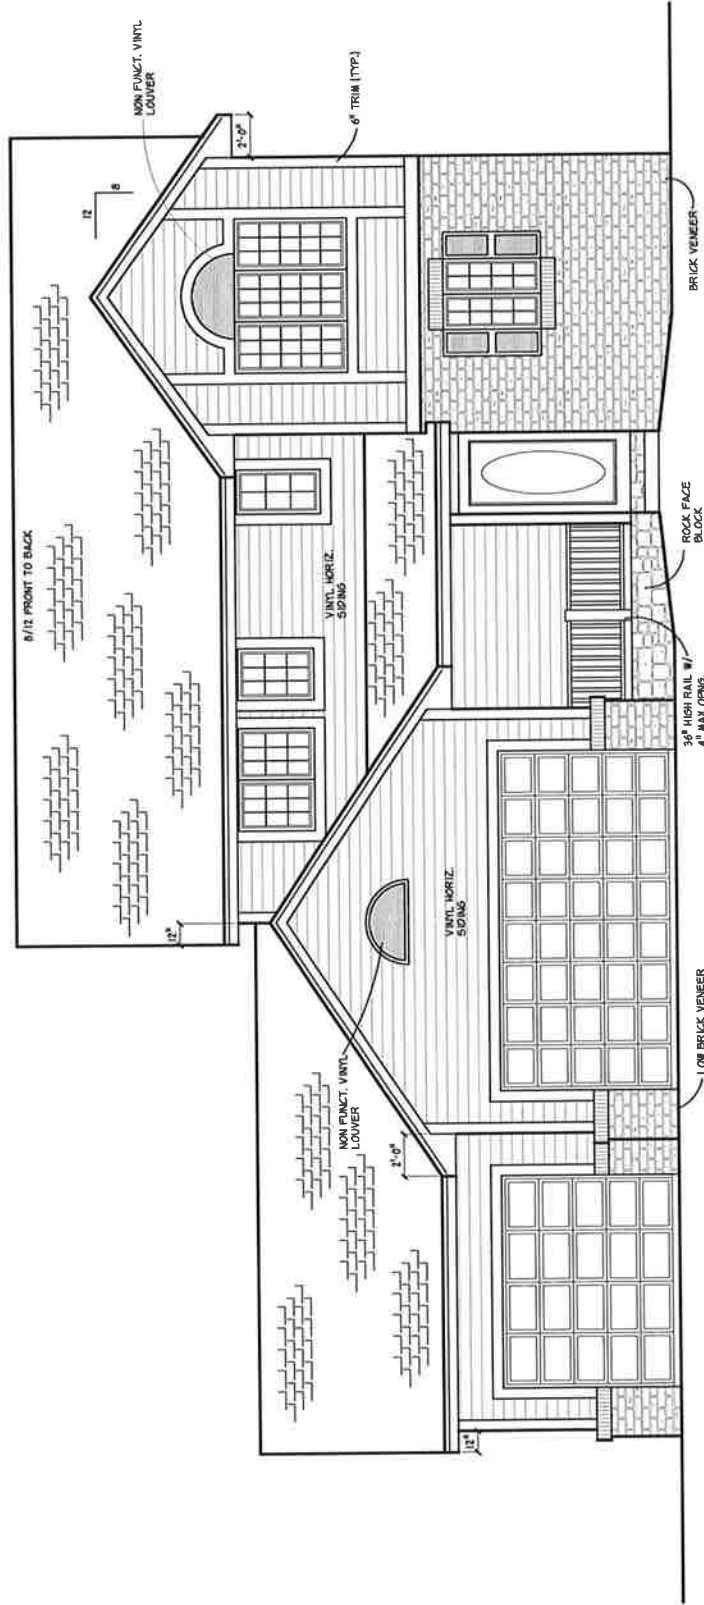 NON FUNCT. VINYL
LOUVER
12
8
2'-0"
6" TRIM (TYP.)
8/12 FRONT TO BACK
VINYL HORIZ.
SIDING
12"
NON FUNCT. VINYL
LOUVER
VINYL HORIZ.
SIDING
2'-0"
12"
LOW BRICK VENEER
36" HIGH RAIL W/
4" MAX OPNG.
ROCK FACE
BLOCK
BRICK VENEER